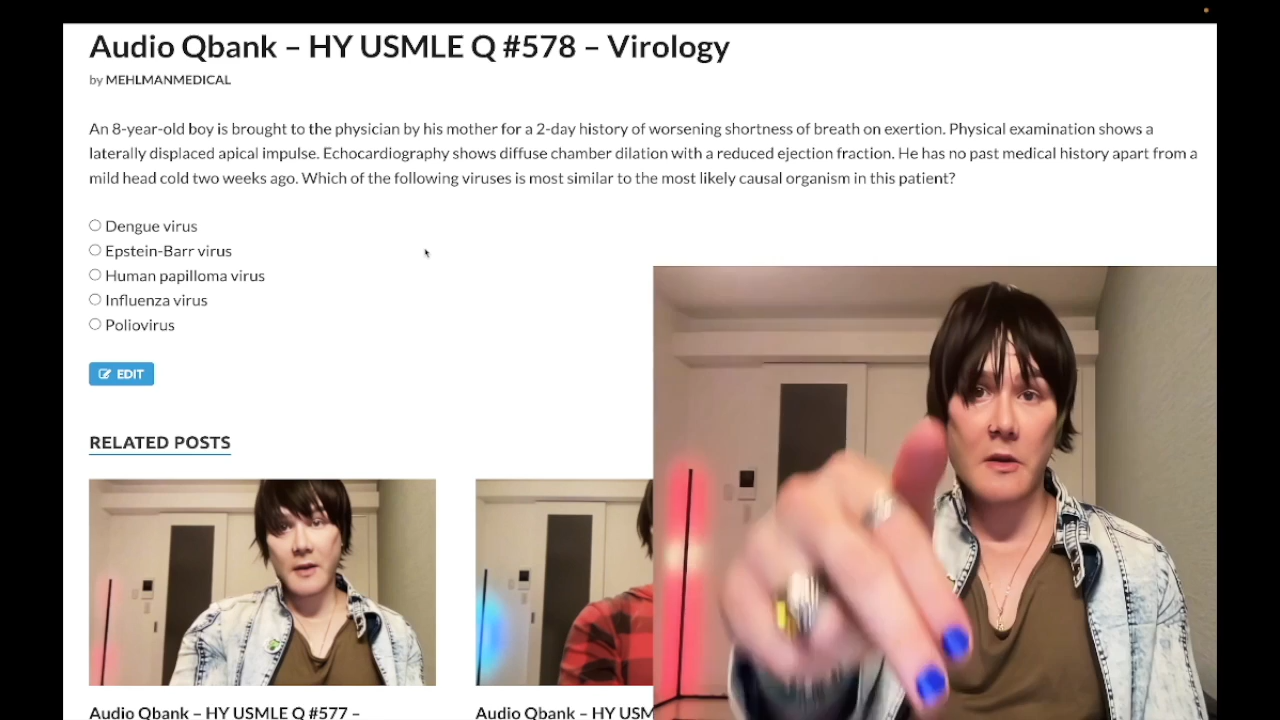 Audio Qbank – HY USMLE Q #578 – Virology
by MEHLMANMEDICAL
An 8-year-old boy is brought to the physician by his mother for a 2-day history of worsening shortness of breath on exertion. Physical examination shows a
laterally displaced apical impulse. Echocardiography shows diffuse chamber dilation with a reduced ejection fraction. He has no past medical history apart from a
mild head cold two weeks ago. Which of the following viruses is most similar to the most likely causal organism in this patient?
Dengue virus
Epstein-Barr virus
Human papilloma virus
Influenza virus
Poliovirus
EDIT
RELATED POSTS
Audio Qbank – HY USMLE Q #577 –
Audio Qbank – HY USM